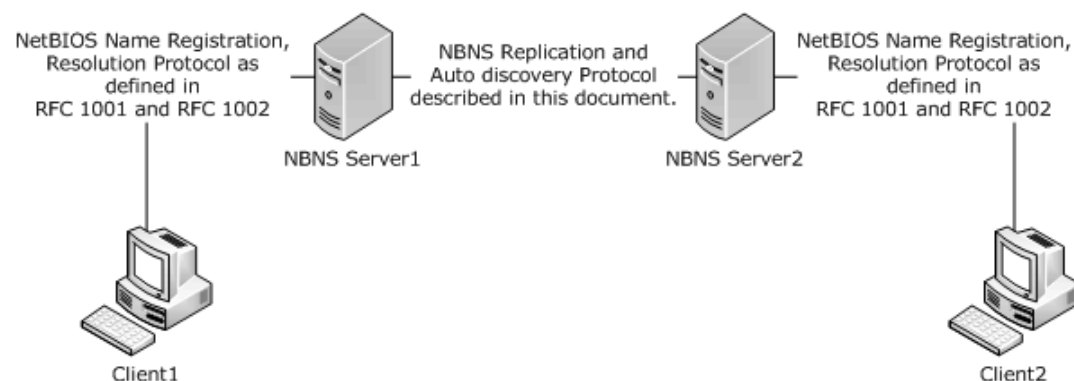 NetBIOS Name Registration,
Resolution Protocol as
defined in
RFC 1001 and RFC 1002
NBNS Server1
NBNS Replication and
Auto discovery Protocol
described in this document.
NBNS Server2
NetBIOS Name Registration,
Resolution Protocol as
defined in
RFC 1001 and RFC 1002
Client1
Client2